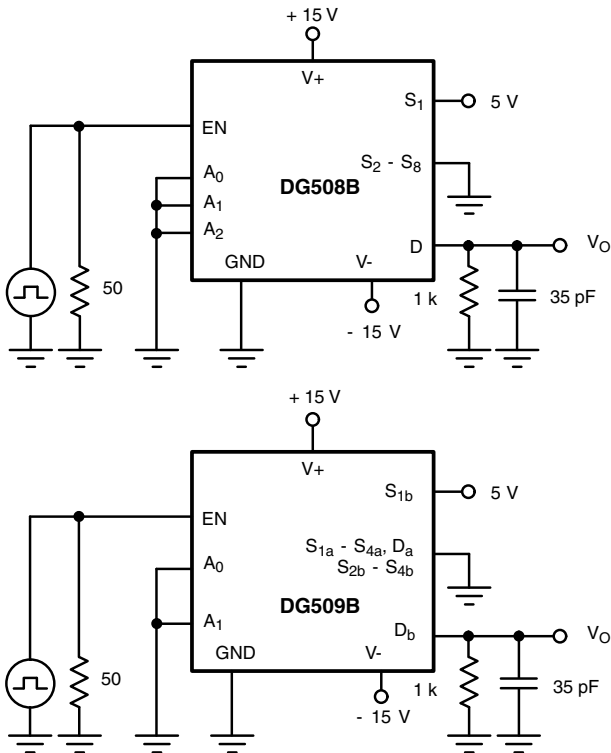 + 15 V
V+
S1
5 V
EN
S2 - S8
A0
DG508B
A1
A2
D
VO
GND
V-
50
1 k
35 pF
- 15 V
+ 15 V
V+
S1b
5 V
EN
S1a - S4a, Da
A0
S2b - S4b
DG509B
A1
Db
VO
GND
V-
50
1 k
35 pF
- 15 V